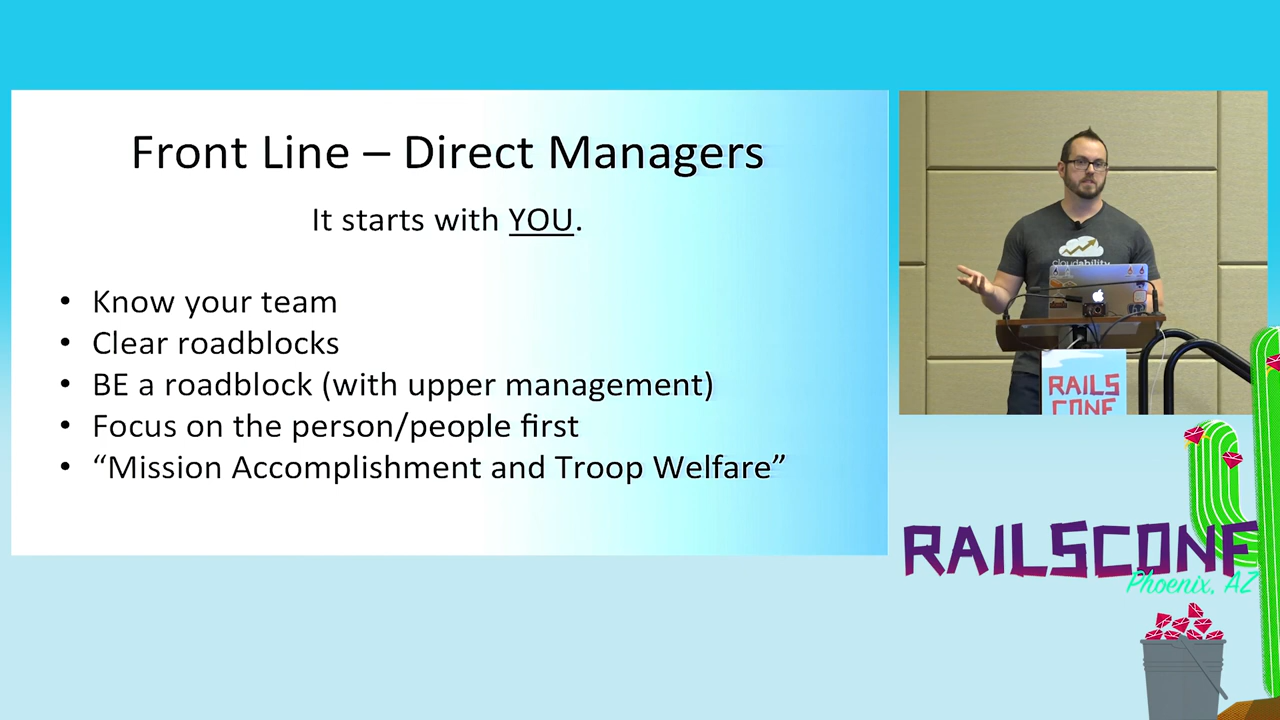 Front Line – Direct Managers
It starts with YOU.
• Know your team
• Clear roadblocks
• BE a roadblock (with upper management)
• Focus on the person/people first
• “Mission Accomplishment and Troop Welfare”
cloudability
RAILS
CONF
RAILSCONF
Phoenix, AZ